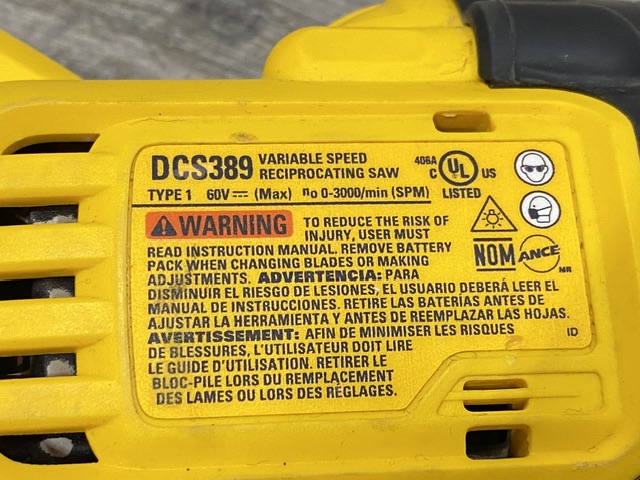 DCS389 VARIABLE SPEED RECIPROCATING SAW
406A
C UL US
LISTED
TYPE 1 60V⎓ (Max) no 0-3000/min (SPM)
⚠WARNING TO REDUCE THE RISK OF
INJURY, USER MUST
READ INSTRUCTION MANUAL. REMOVE BATTERY
PACK WHEN CHANGING BLADES OR MAKING
ADJUSTMENTS. ADVERTENCIA: PARA
DISMINUIR EL RIESGO DE LESIONES, EL USUARIO DEBERÁ LEER EL
MANUAL DE INSTRUCCIONES. RETIRE LAS BATERÍAS ANTES DE
AJUSTAR LA HERRAMIENTA Y ANTES DE REEMPLAZAR LAS HOJAS.
AVERTISSEMENT: AFIN DE MINIMISER LES RISQUES
DE BLESSURES, L'UTILISATEUR DOIT LIRE
LE GUIDE D'UTILISATION. RETIRER LE
BLOC-PILE LORS DU REMPLACEMENT
DES LAMES OU LORS DES RÉGLAGES.
NOM ANCE
NR
ID